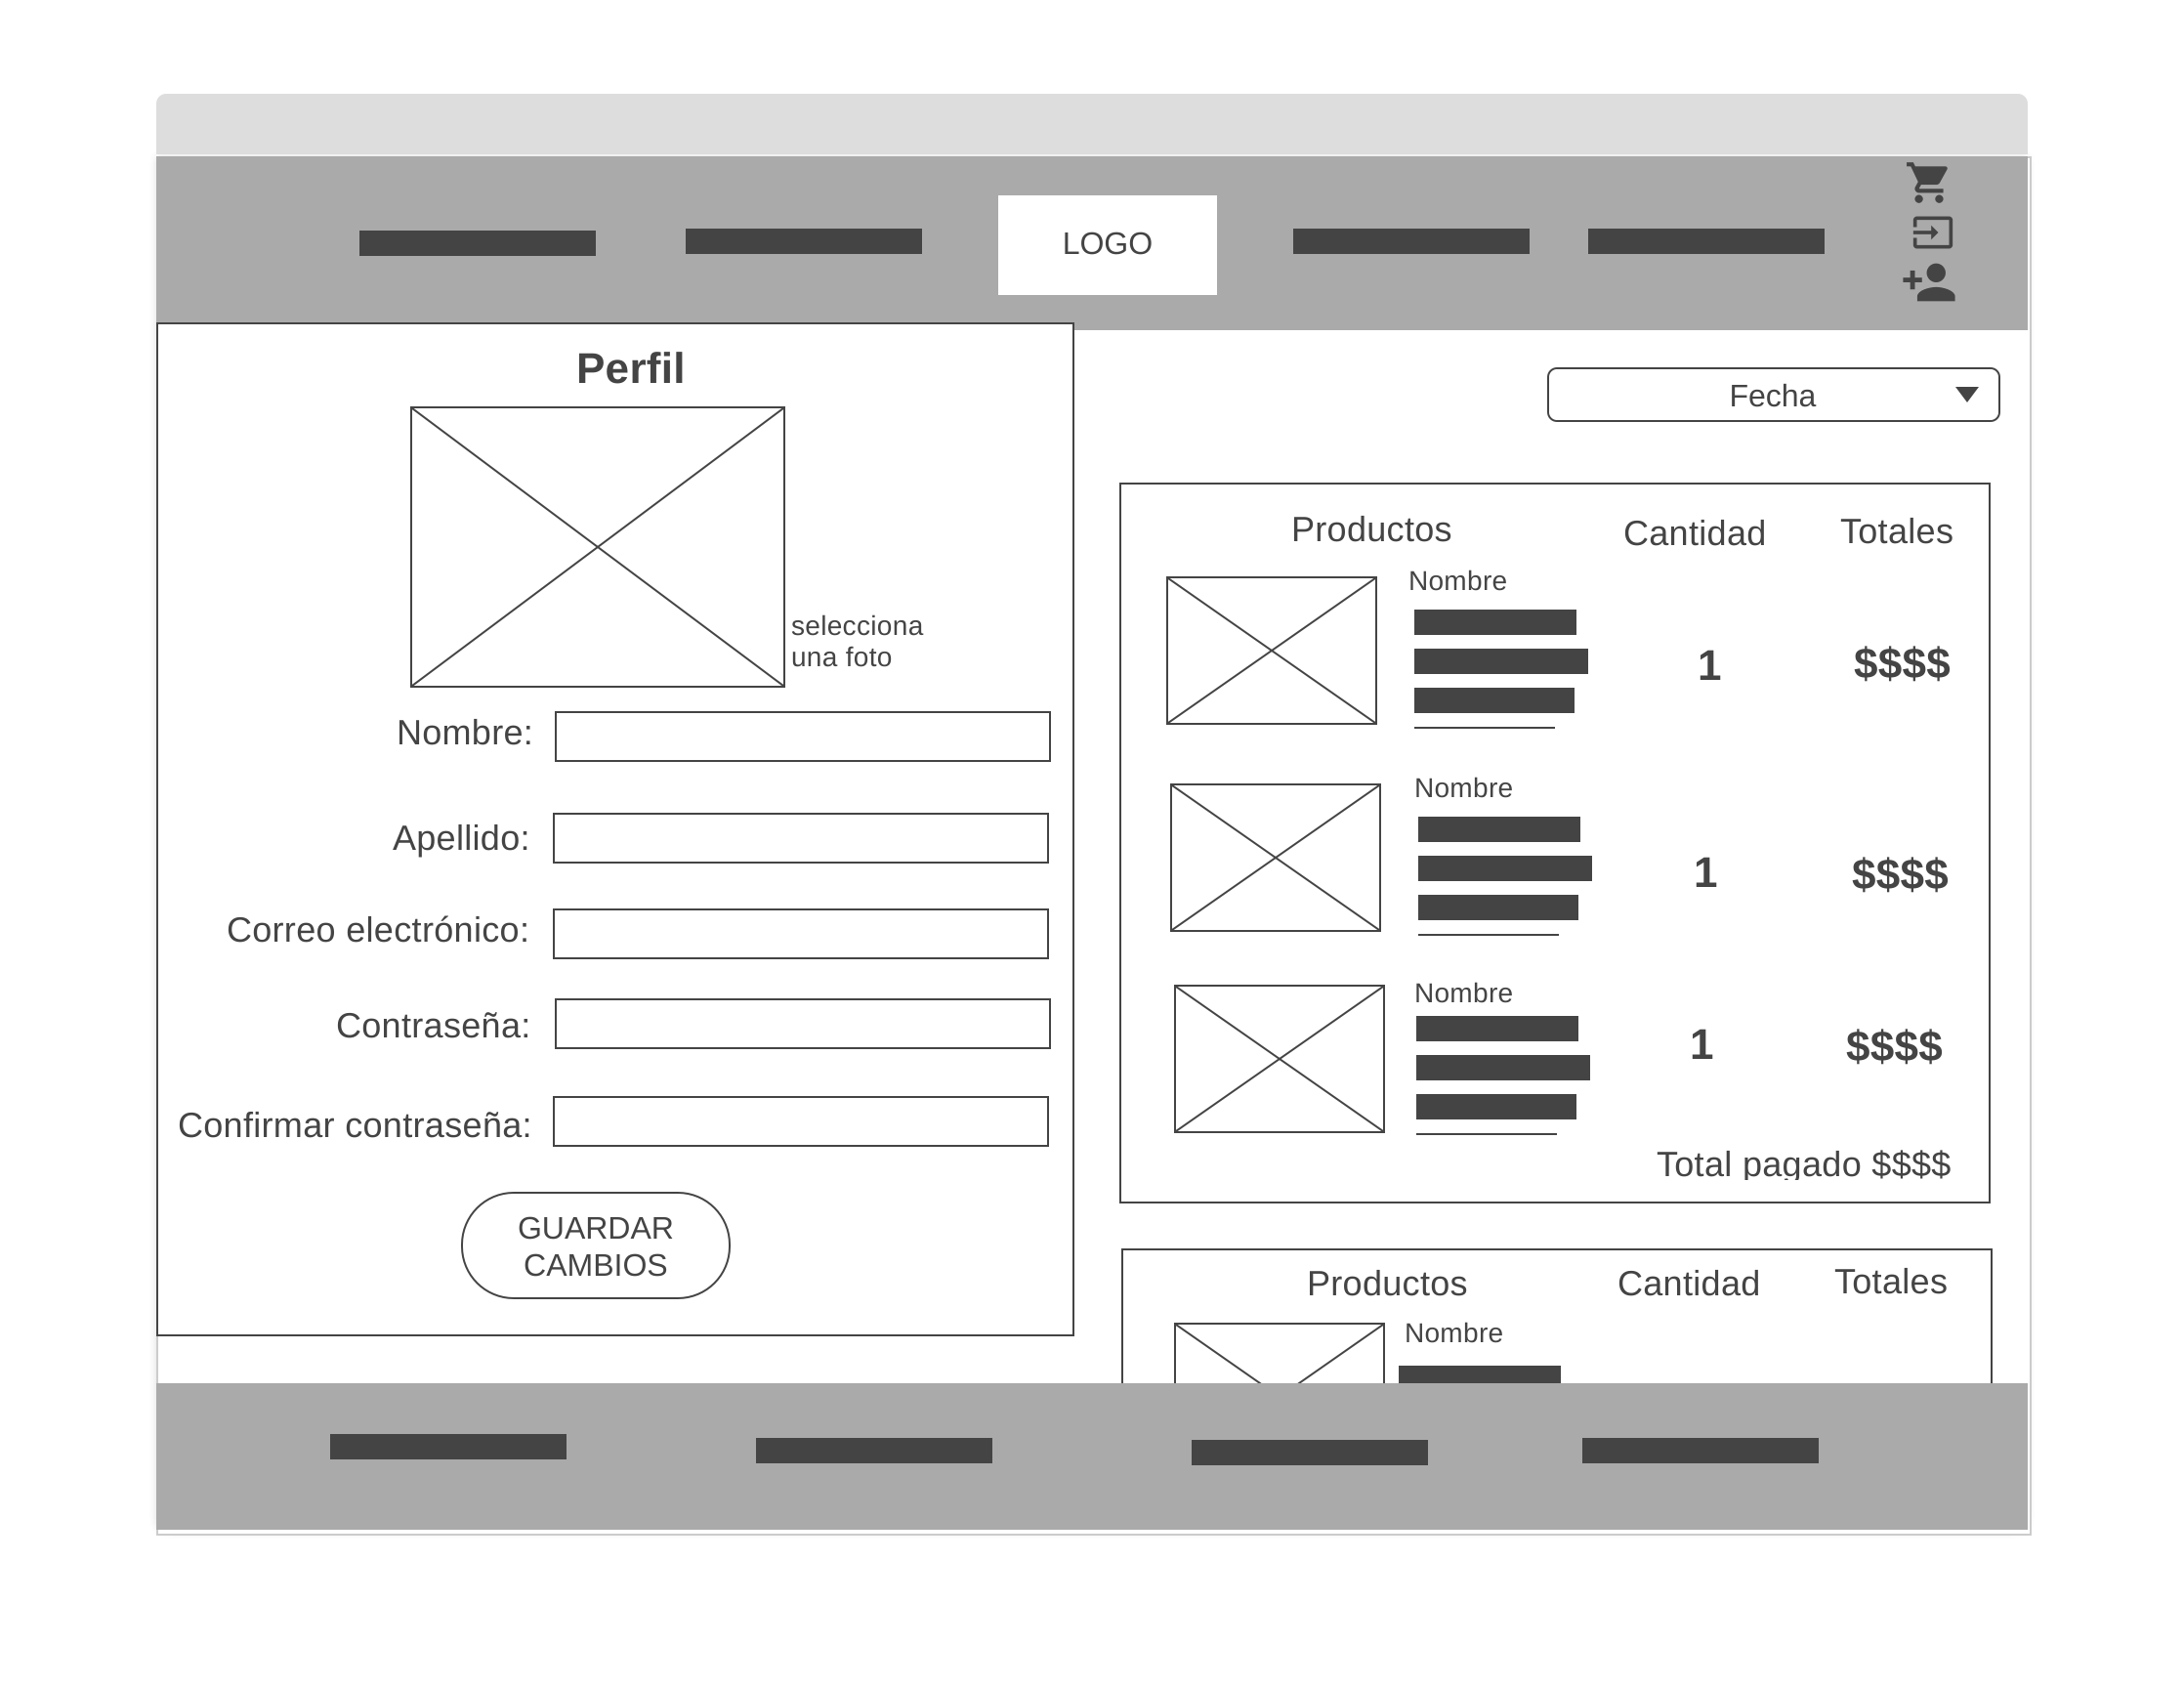 LOGO
Perfil
selecciona
una foto
Nombre:
Apellido:
Correo electrónico:
Contraseña:
Confirmar contraseña:
GUARDAR
CAMBIOS
Fecha
Productos Cantidad Totales
Nombre
1 $$$$
Nombre
1 $$$$
Nombre
1 $$$$
Total pagado $$$$
Productos Cantidad Totales
Nombre